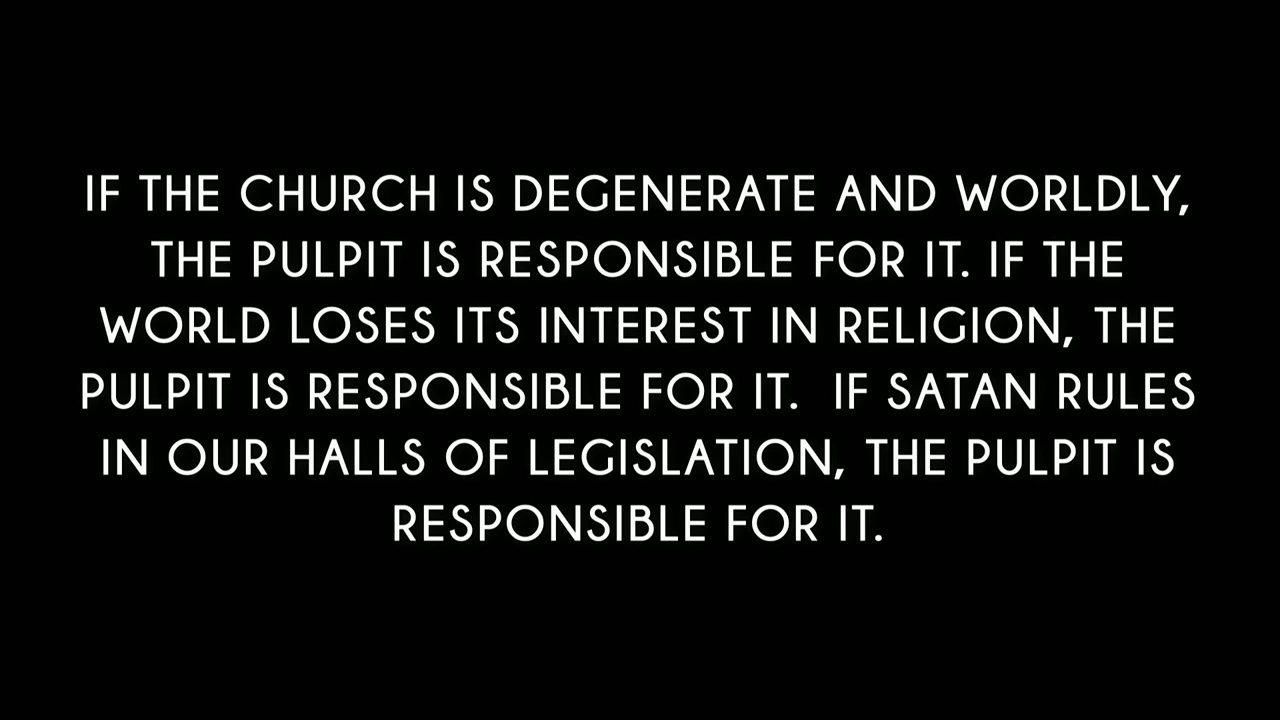 IF THE CHURCH IS DEGENERATE AND WORLDLY,
THE PULPIT IS RESPONSIBLE FOR IT. IF THE
WORLD LOSES ITS INTEREST IN RELIGION, THE
PULPIT IS RESPONSIBLE FOR IT.  IF SATAN RULES
IN OUR HALLS OF LEGISLATION, THE PULPIT IS
RESPONSIBLE FOR IT.